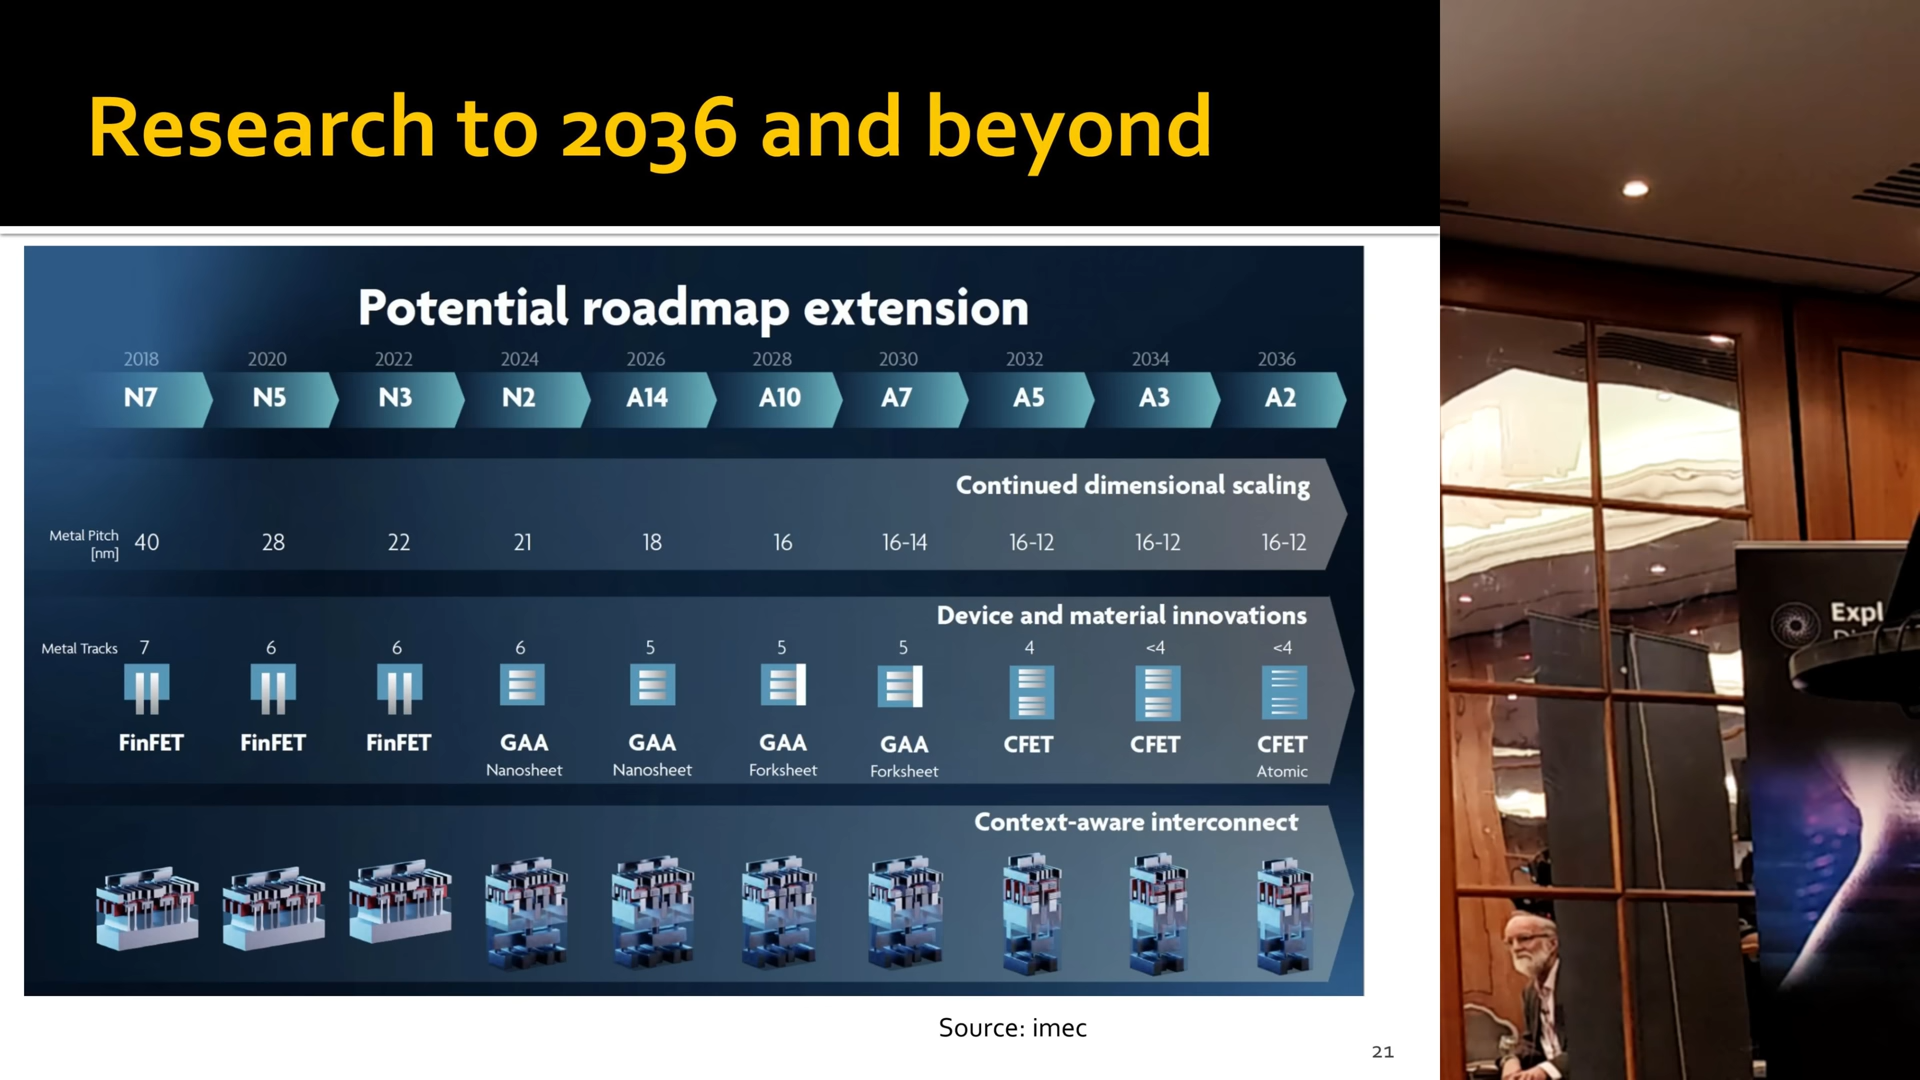 Research to 2036 and beyond
Potential roadmap extension
2018 2020 2022 2024 2026 2028 2030 2032 2034 2036
N7 N5 N3 N2 A14 A10 A7 A5 A3 A2
Continued dimensional scaling
Metal Pitch
[nm]
40 28 22 21 18 16 16-14 16-12 16-12 16-12
Device and material innovations
Metal Tracks 7 6 6 6 5 5 5 4 <4 <4
FinFET FinFET FinFET GAA GAA GAA GAA CFET CFET CFET
Nanosheet Nanosheet Forksheet Forksheet Atomic
Context-aware interconnect
Source: imec
21
Expl